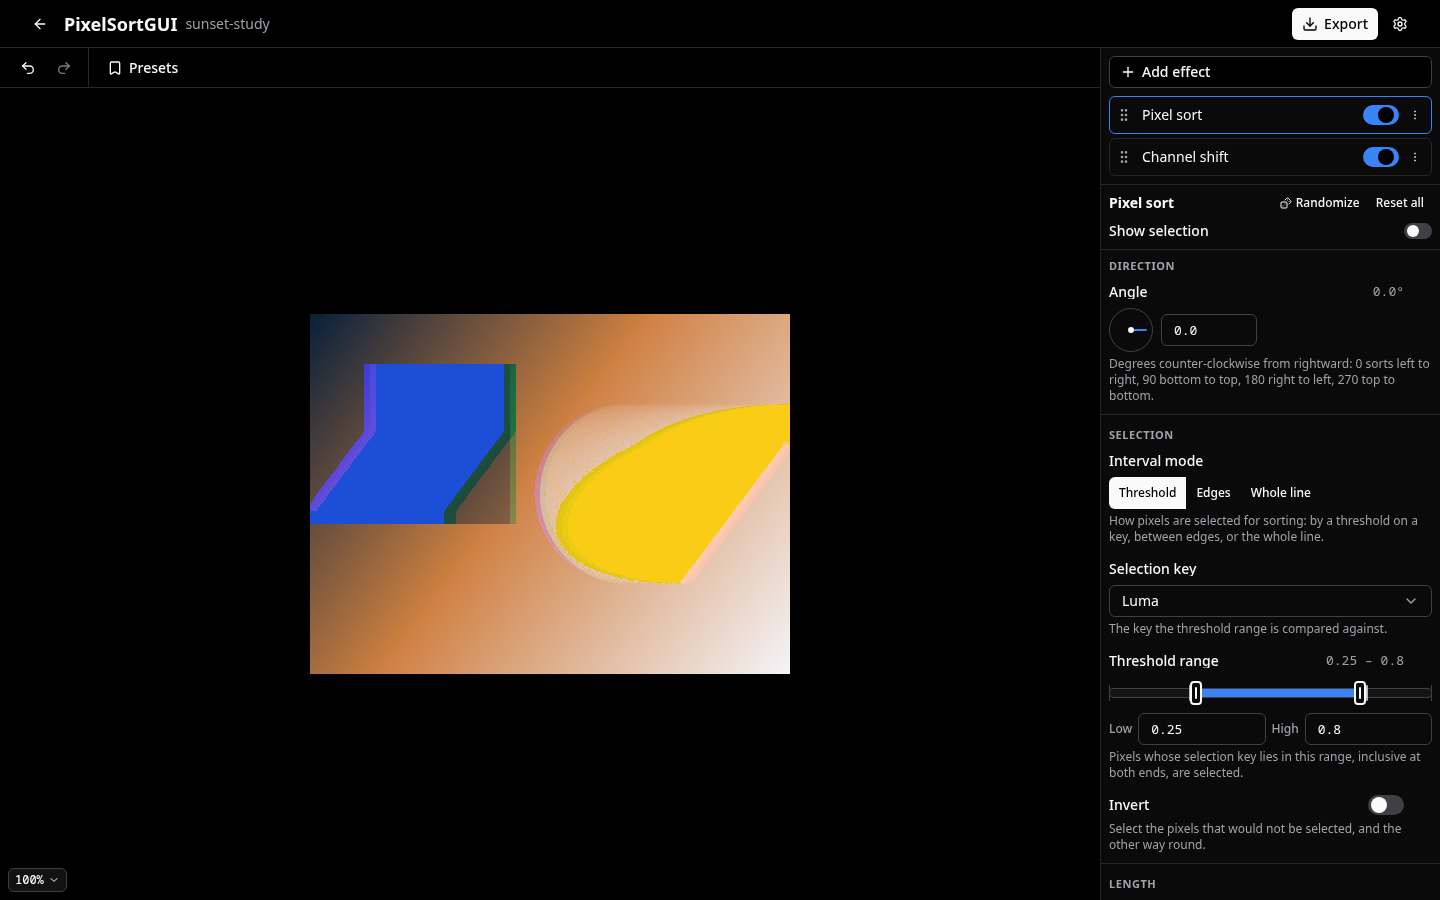 PixelSortGUI sunset-study
Export
Presets
Add effect
Pixel sort
Channel shift
Pixel sort Randomize Reset all
Show selection
DIRECTION
Angle 0.0°
0.0
Degrees counter-clockwise from rightward: 0 sorts left to
right, 90 bottom to top, 180 right to left, 270 top to
bottom.
SELECTION
Interval mode
Threshold Edges Whole line
How pixels are selected for sorting: by a threshold on a
key, between edges, or the whole line.
Selection key
Luma
The key the threshold range is compared against.
Threshold range 0.25 – 0.8
Low 0.25 High 0.8
Pixels whose selection key lies in this range, inclusive at
both ends, are selected.
Invert
Select the pixels that would not be selected, and the
other way round.
LENGTH
100%